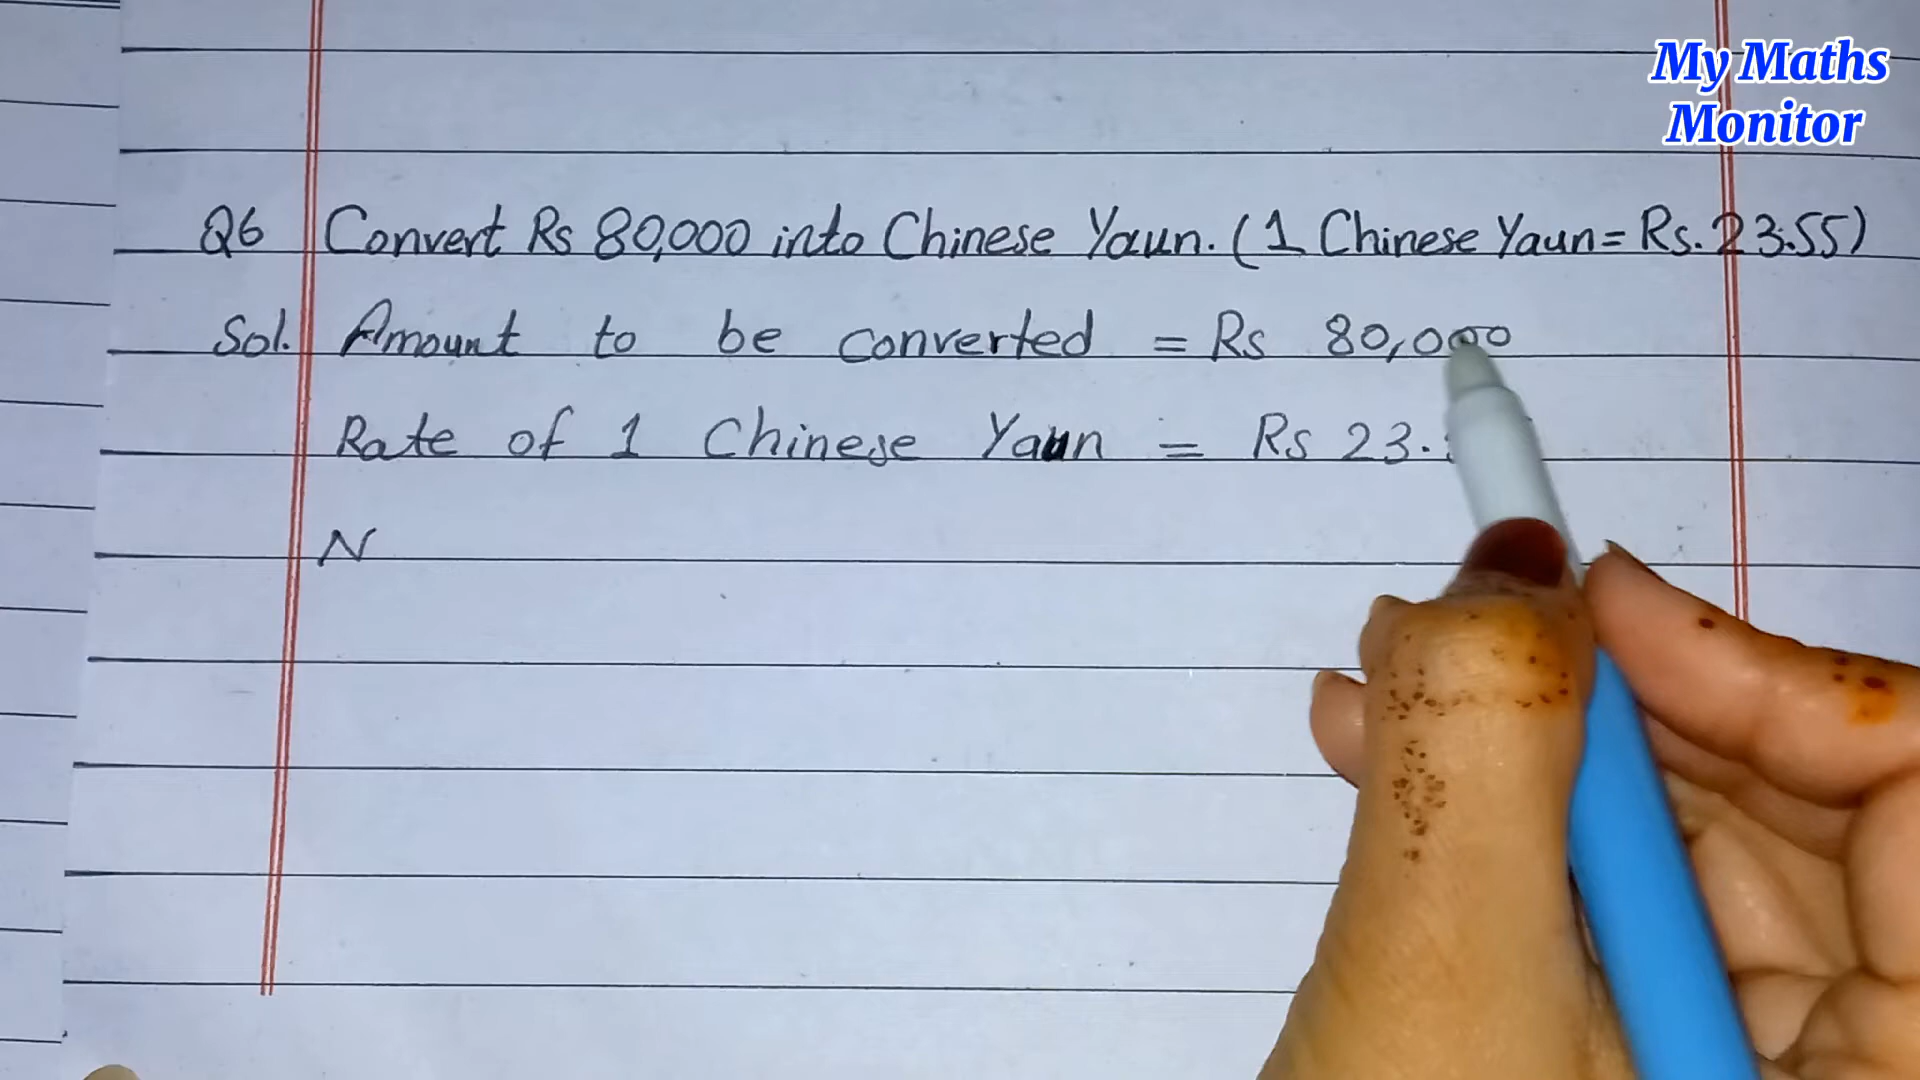 My Maths
Monitor
Q6 Convert Rs 80,000 into Chinese Yaun. (1 Chinese Yaun = Rs. 23.55)
Sol. Amount to be converted = Rs 80,000
Rate of 1 Chinese Yaun = Rs 23.
N